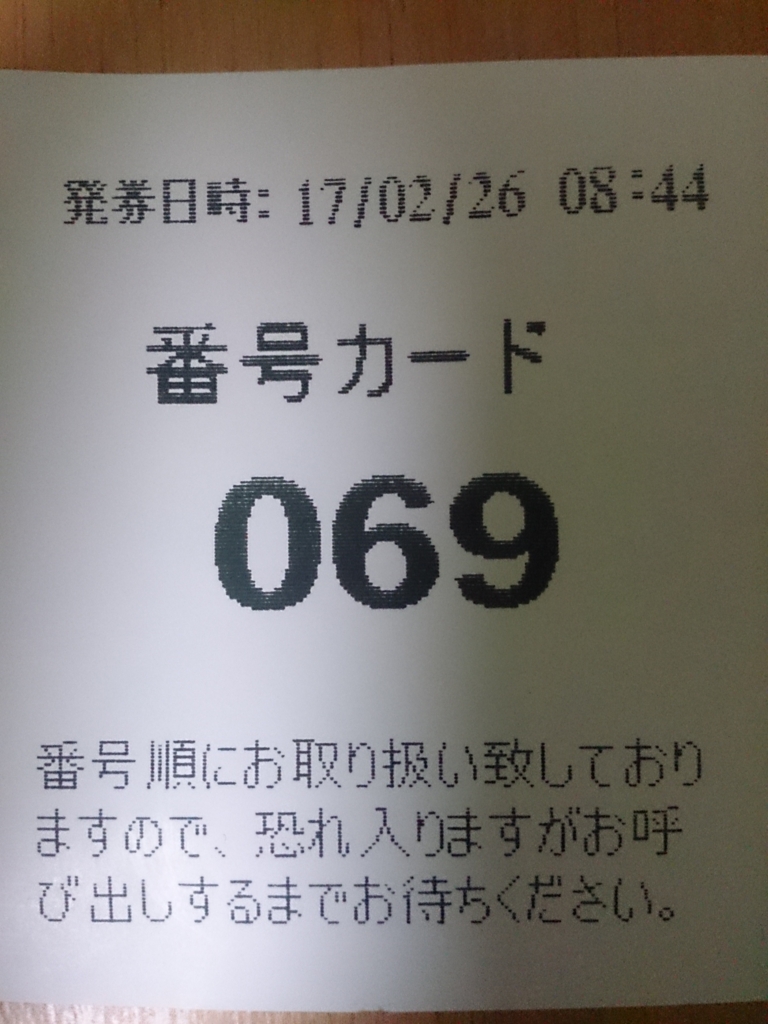 発券日時: 17/02/26 08:44
番号カード
069
番号順にお取り扱い致しており
ますので、恐れ入りますがお呼
び出しするまでお待ちください。